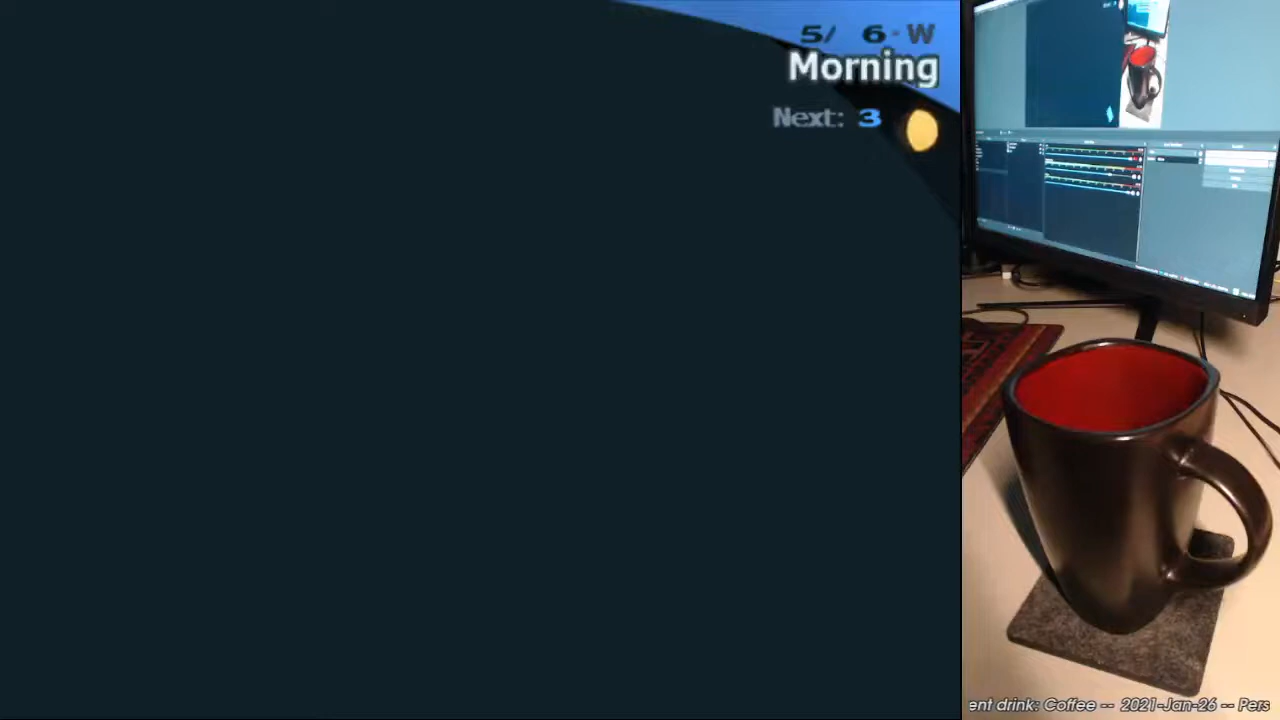 5/ 6·W
Morning
Next: 3
ent drink: Coffee -- 2021-Jan-26 -- Pers